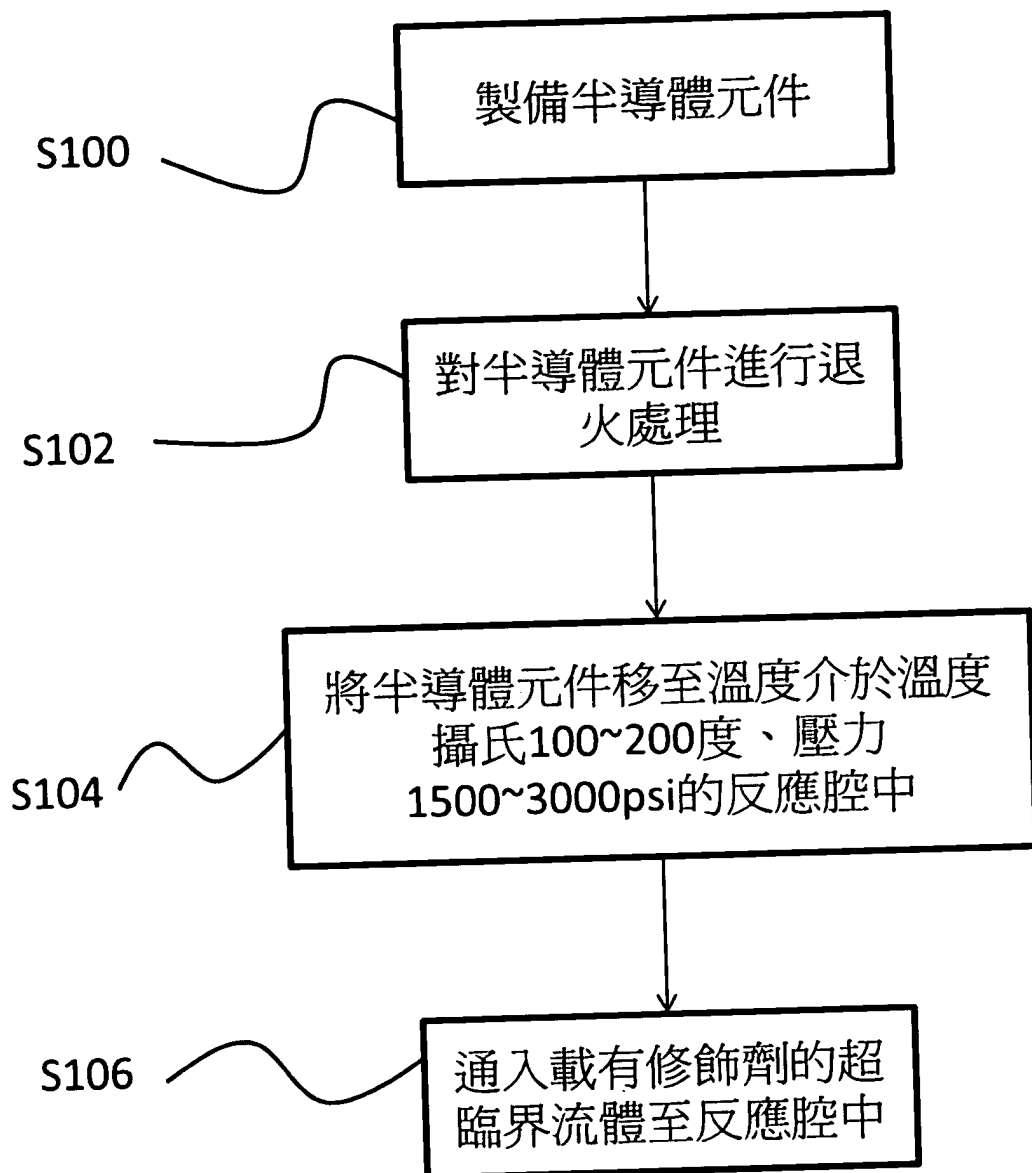 製備半導體元件
S100
對半導體元件進行退
火處理
S102
將半導體元件移至溫度介於溫度
攝氏100~200度、壓力
1500~3000psi的反應腔中
S104
通入載有修飾劑的超
臨界流體至反應腔中
S106